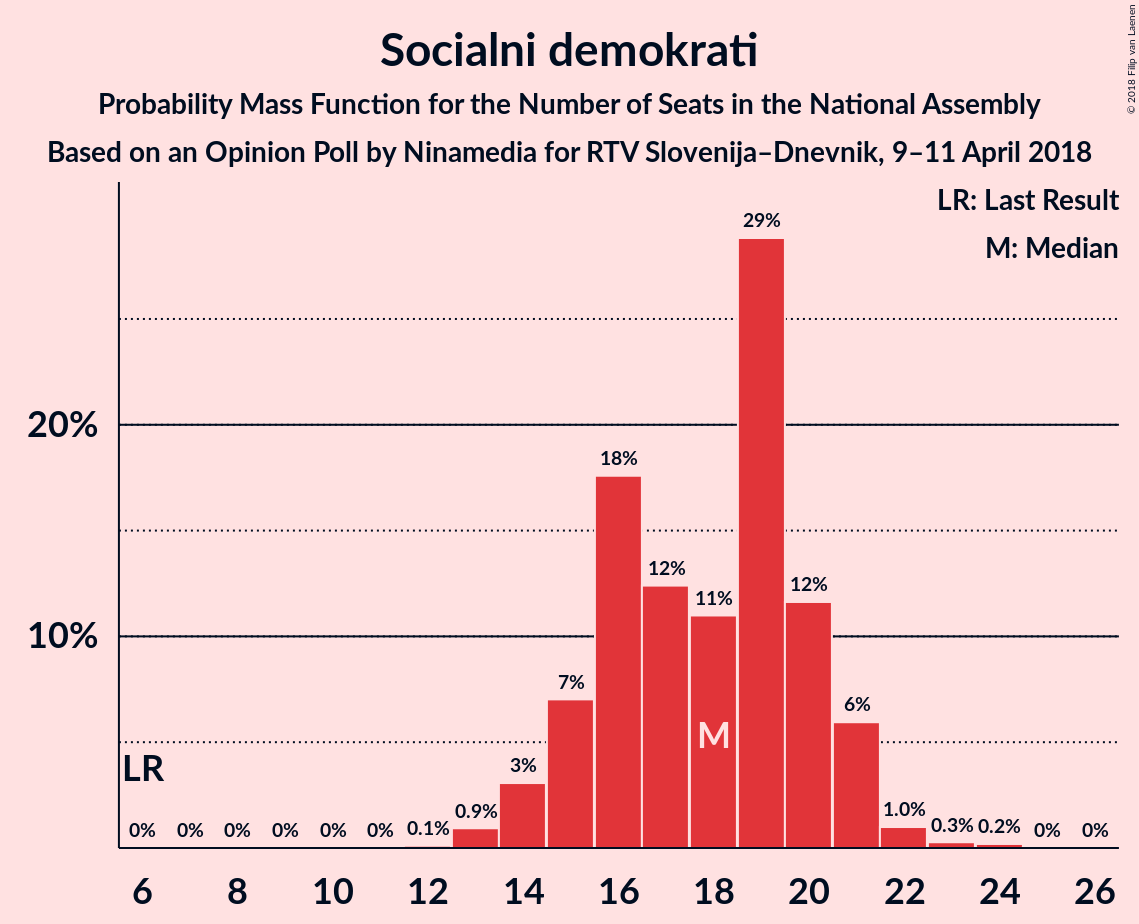 Socialni demokrati
Probability Mass Function for the Number of Seats in the National Assembly
Based on an Opinion Poll by Ninamedia for RTV Slovenija–Dnevnik, 9–11 April 2018
© 2018 Filip van Laenen
LR: Last Result
M: Median
29%
20%
18%
12%
11%
12%
10%
7%
6%
M
LR
3%
0% 0% 0% 0% 0% 0% 0.1% 0.9% 1.0% 0.3% 0.2% 0% 0%
6 8 10 12 14 16 18 20 22 24 26